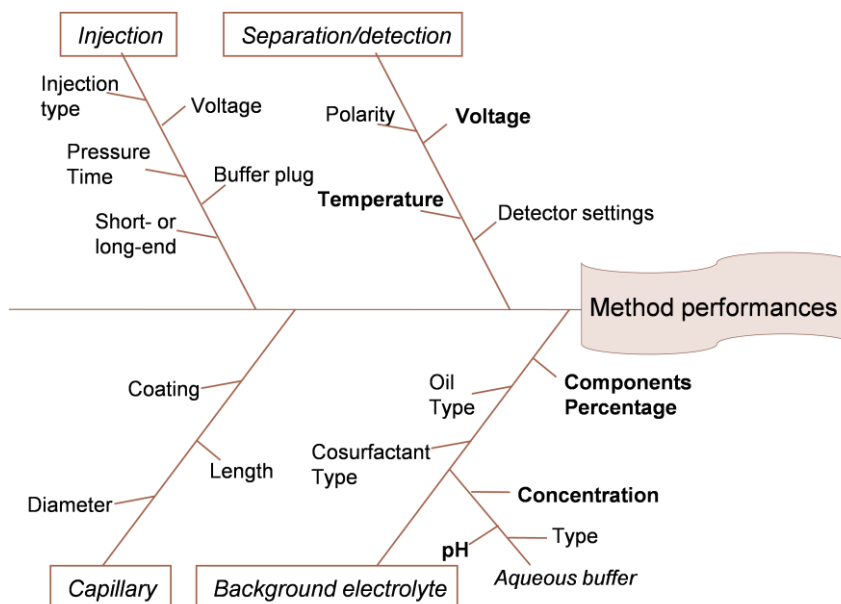 Injection
Separation/detection
Injection
type
Voltage
Pressure
Time
Buffer plug
Short- or
long-end
Polarity
Voltage
Temperature
Detector settings
Method performances
Coating
Length
Diameter
Capillary
Oil
Type
Components
Percentage
Cosurfactant
Type
Concentration
pH
Type
Aqueous buffer
Background electrolyte